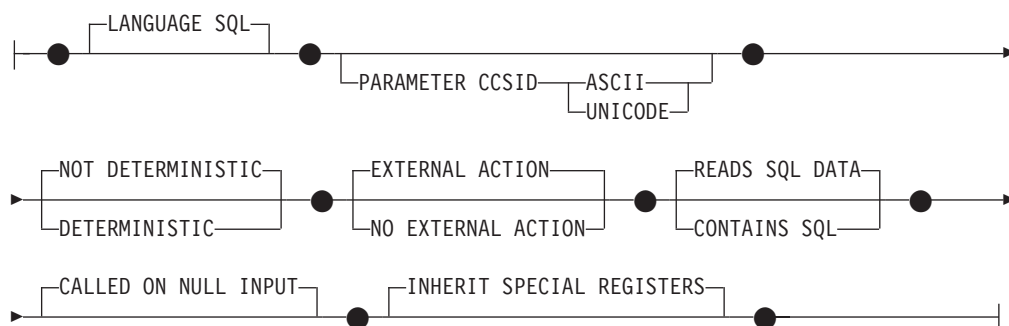 LANGUAGE SQL
PARAMETER CCSID ASCII
UNICODE
NOT DETERMINISTIC EXTERNAL ACTION READS SQL DATA
DETERMINISTIC NO EXTERNAL ACTION CONTAINS SQL
CALLED ON NULL INPUT INHERIT SPECIAL REGISTERS